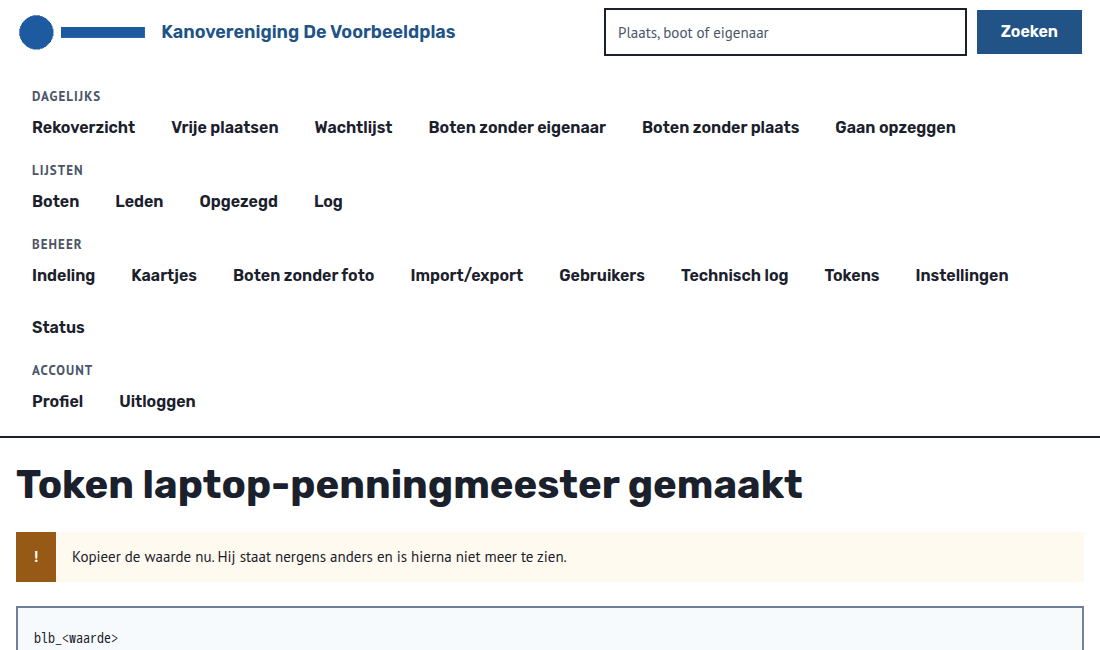 Kanovereniging De Voorbeeldplas
Plaats, boot of eigenaar
Zoeken
DAGELIJKS
Rekoverzicht Vrije plaatsen Wachtlijst Boten zonder eigenaar Boten zonder plaats Gaan opzeggen
LIJSTEN
Boten Leden Opgezegd Log
BEHEER
Indeling Kaartjes Boten zonder foto Import/export Gebruikers Technisch log Tokens Instellingen
Status
ACCOUNT
Profiel Uitloggen
Token laptop-penningmeester gemaakt
! Kopieer de waarde nu. Hij staat nergens anders en is hierna niet meer te zien.
blb_<waarde>